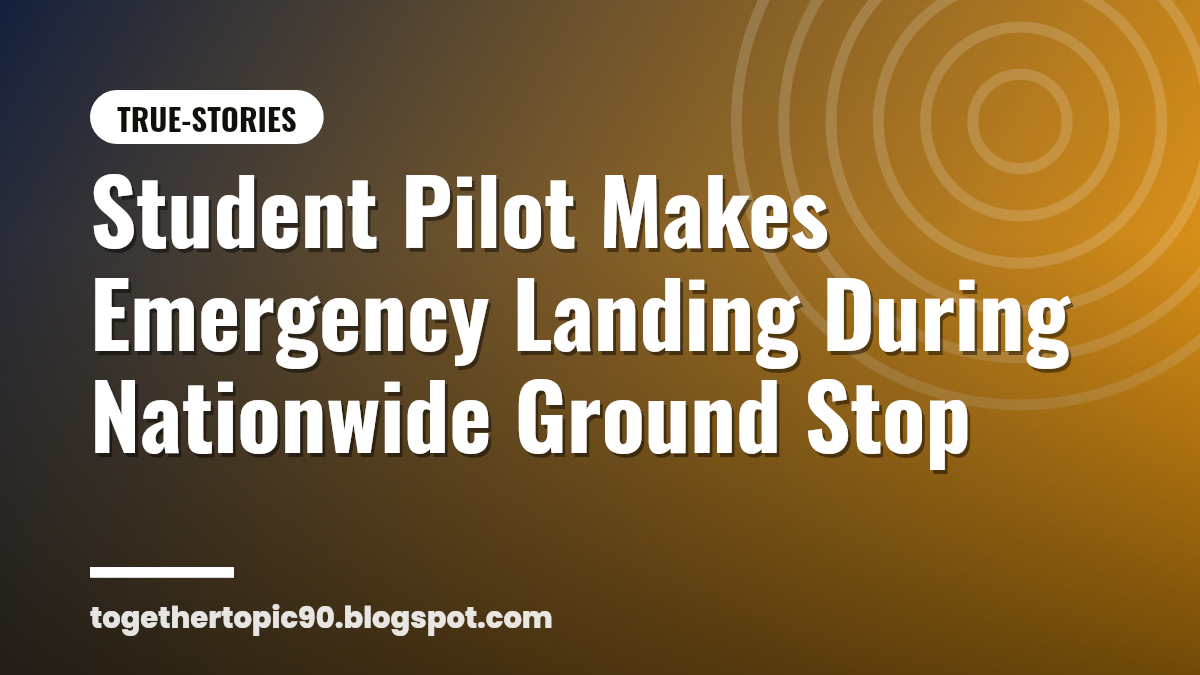 TRUE-STORIES
Student Pilot Makes
Emergency Landing During
Nationwide Ground Stop
togethertopic90.blogspot.com